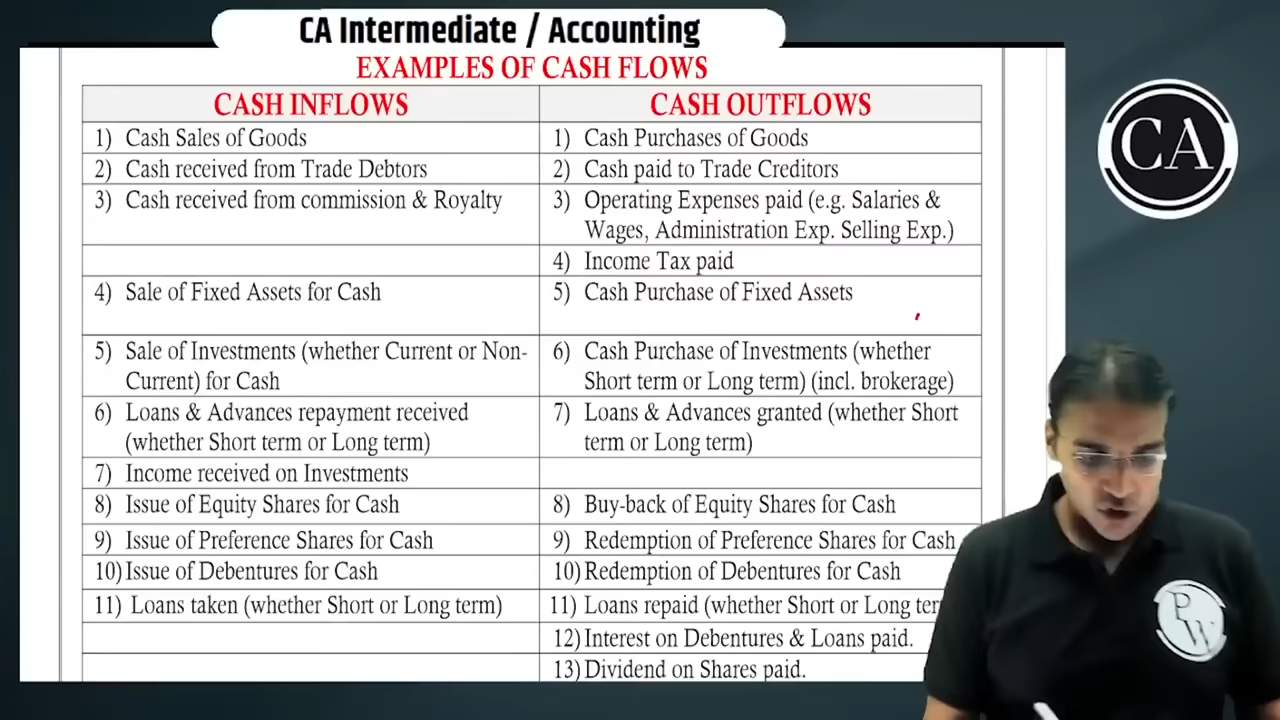 CA Intermediate / Accounting
EXAMPLES OF CASH FLOWS
CASH INFLOWS
CASH OUTFLOWS
1) Cash Sales of Goods
1) Cash Purchases of Goods
2) Cash received from Trade Debtors
2) Cash paid to Trade Creditors
3) Cash received from commission & Royalty
3) Operating Expenses paid (e.g. Salaries &
Wages, Administration Exp. Selling Exp.)
4) Income Tax paid
4) Sale of Fixed Assets for Cash
5) Cash Purchase of Fixed Assets
5) Sale of Investments (whether Current or Non-
Current) for Cash
6) Cash Purchase of Investments (whether
Short term or Long term) (incl. brokerage)
6) Loans & Advances repayment received
(whether Short term or Long term)
7) Loans & Advances granted (whether Short
term or Long term)
7) Income received on Investments
8) Issue of Equity Shares for Cash
8) Buy-back of Equity Shares for Cash
9) Issue of Preference Shares for Cash
9) Redemption of Preference Shares for Cash
10) Issue of Debentures for Cash
10) Redemption of Debentures for Cash
11) Loans taken (whether Short or Long term)
11) Loans repaid (whether Short or Long ter
12) Interest on Debentures & Loans paid.
13) Dividend on Shares paid.
CA
PW